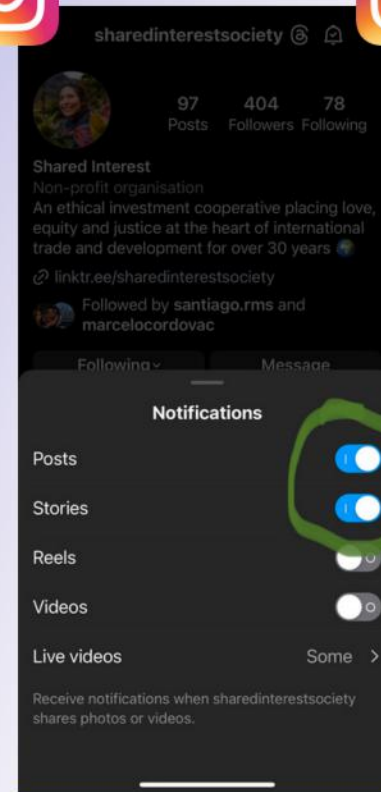 sharedinterestsociety
97 404 78
Posts Followers Following
Shared Interest
Non-profit organisation
An ethical investment cooperative placing love,
equity and justice at the heart of international
trade and development for over 30 years
linktr.ee/sharedinterestsociety
Followed by santiago.rms and
marcelocordovac
Following Message
Notifications
Posts
Stories
Reels
Videos
Live videos Some
Receive notifications when sharedinterestsociety
shares photos or videos.